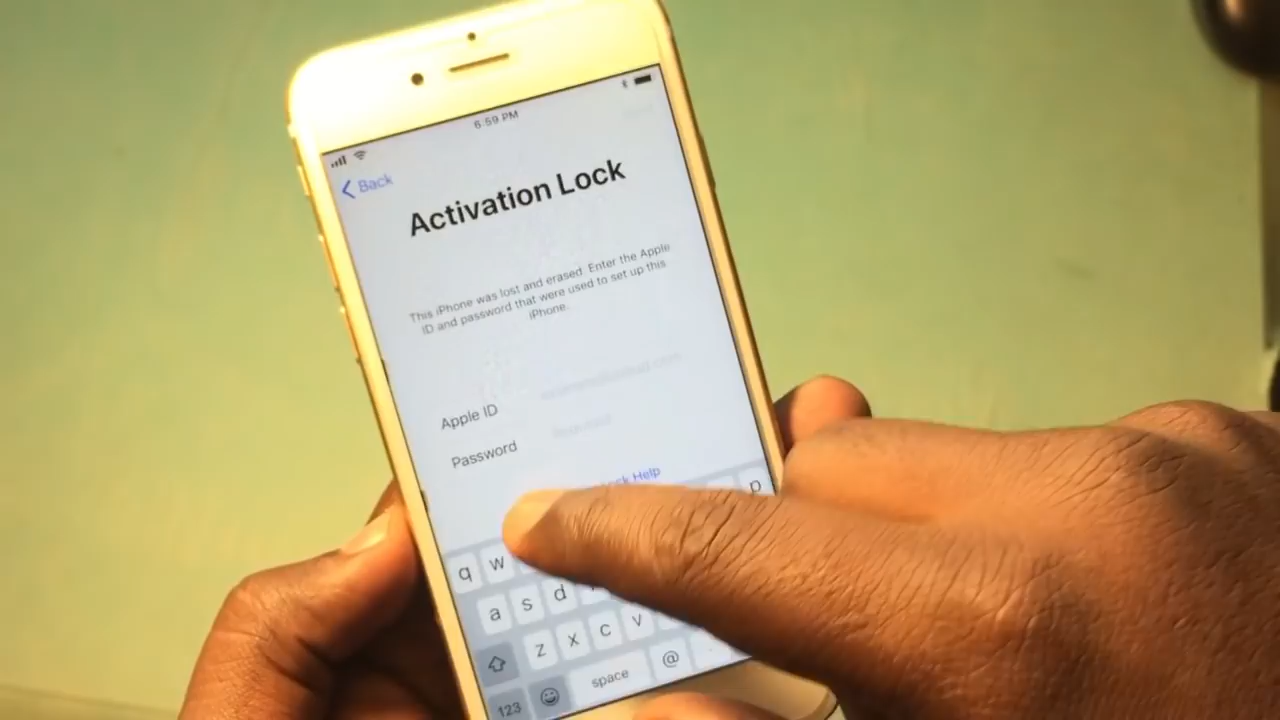 6:59 PM
Back
Activation Lock
This iPhone was lost and erased. Enter the Apple
ID and password that were used to set up this
iPhone.
Apple ID
Password
Help
p
q w
a s d
z x c v
123 space @